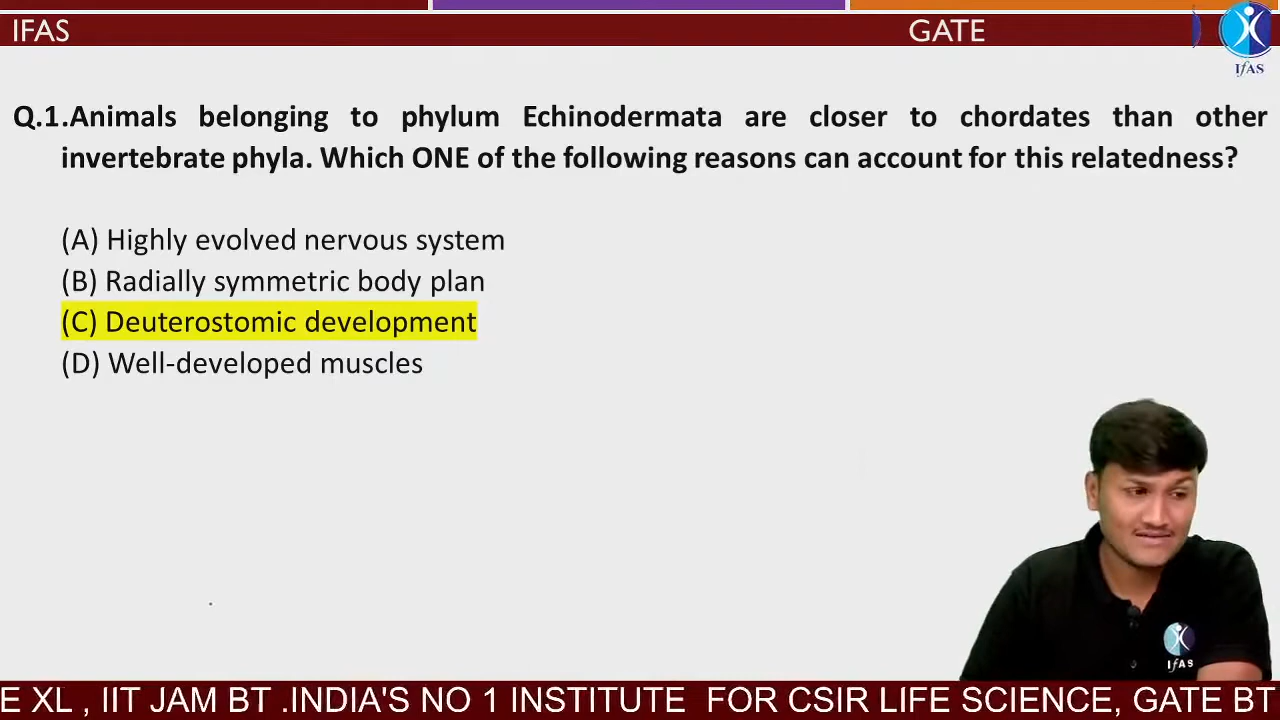 IFAS GATE
IfAS
Q.1.Animals belonging to phylum Echinodermata are closer to chordates than other
invertebrate phyla. Which ONE of the following reasons can account for this relatedness?
(A) Highly evolved nervous system
(B) Radially symmetric body plan
(C) Deuterostomic development
(D) Well-developed muscles
IfAS
E XL , IIT JAM BT .INDIA'S NO 1 INSTITUTE FOR CSIR LIFE SCIENCE, GATE BT